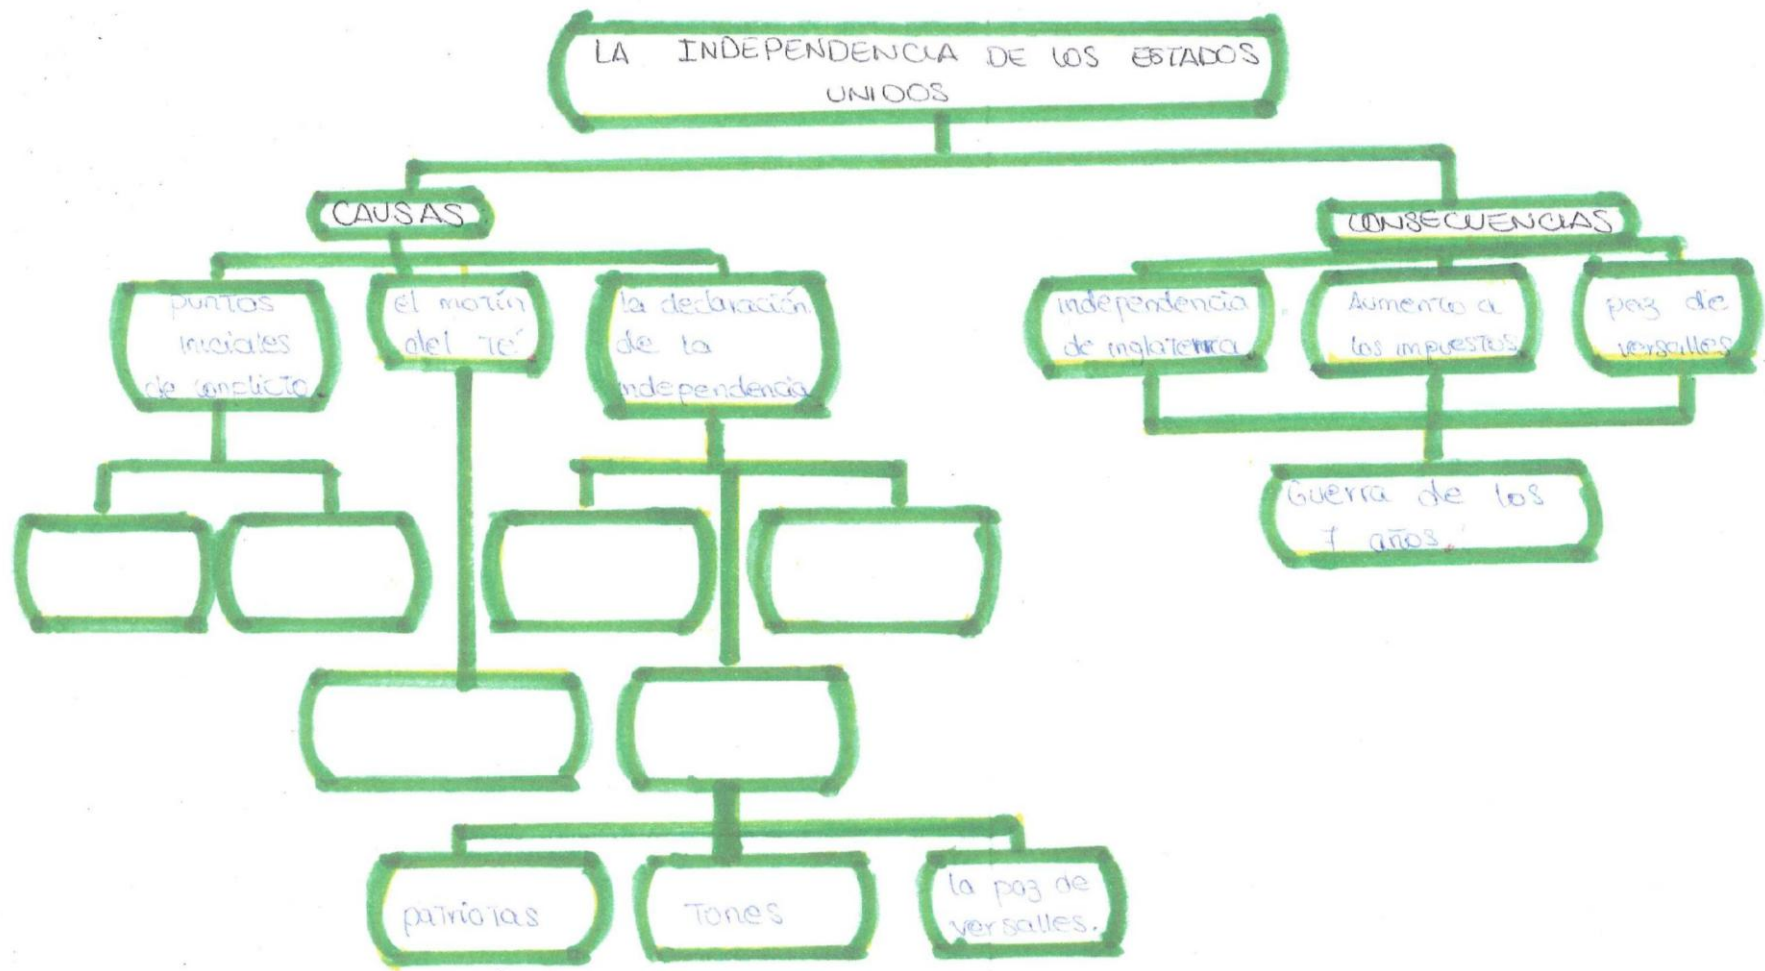 LA INDEPENDENCIA DE LOS ESTADOS
UNIDOS
CAUSAS
CONSECUENCIAS
puntos
iniciales
de conflicto
el motín
del té
la declaración
de la
independencia
independencia
de inglaterra
Aumento a
los impuestos
paz de
versalles
Guerra de los
7 años.
patriotas
Tories
la paz de
versalles.